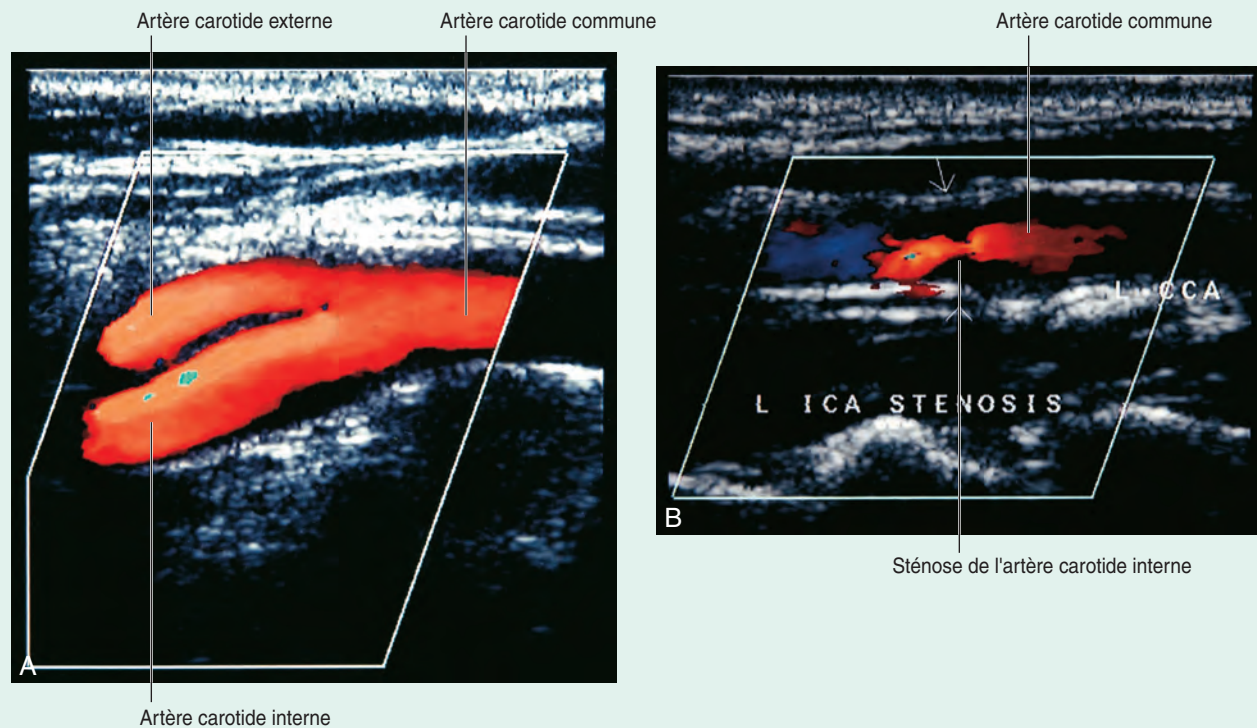 Artère carotide externe
Artère carotide commune
Artère carotide commune
L CCA
L ICA STENOSIS
A
B
Sténose de l'artère carotide interne
Artère carotide interne